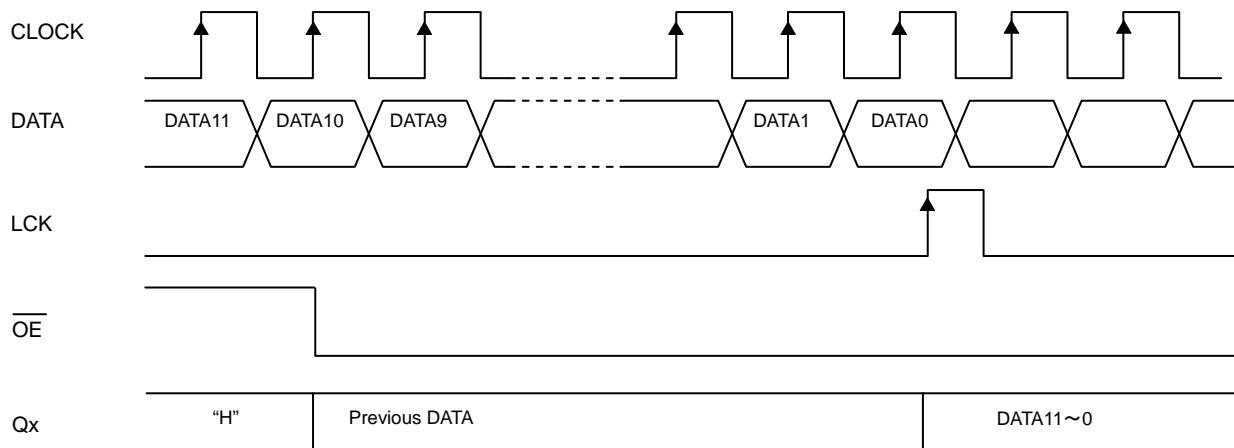 CLOCK
DATA DATA11 DATA10 DATA9 DATA1 DATA0
LCK
OE
Qx “H” Previous DATA DATA11～0